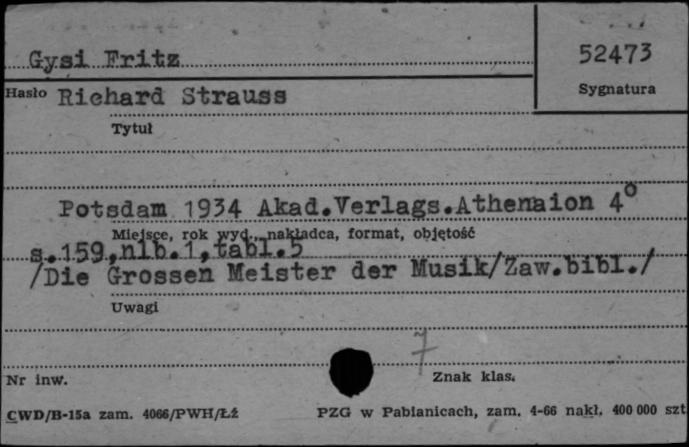 Gysi Fritz
52473
Sygnatura
Hasło Richard Strauss
Tytuł
Potsdam 1934 Akad.Verlags.Athenaion 4°
Miejsce, rok wyd., nakładca, format, objętość
s.159,nlb.1,tabl.5
/Die Grossen Meister der Musik/Zaw.bibl./
Uwagi
7
Nr inw.
Znak klas.
CWD/B-15a zam. 4066/PWH/ŁŻ
PZG w Pabianicach, zam. 4-66 nakł. 400 000 szt